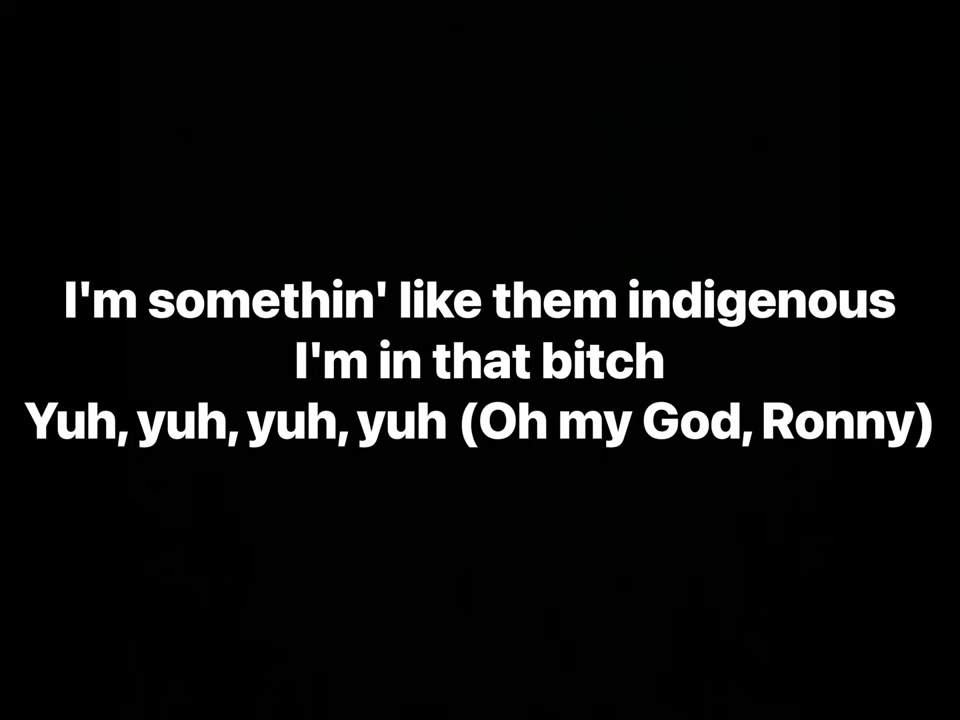 I'm somethin' like them indigenous
I'm in that bitch
Yuh, yuh, yuh, yuh (Oh my God, Ronny)